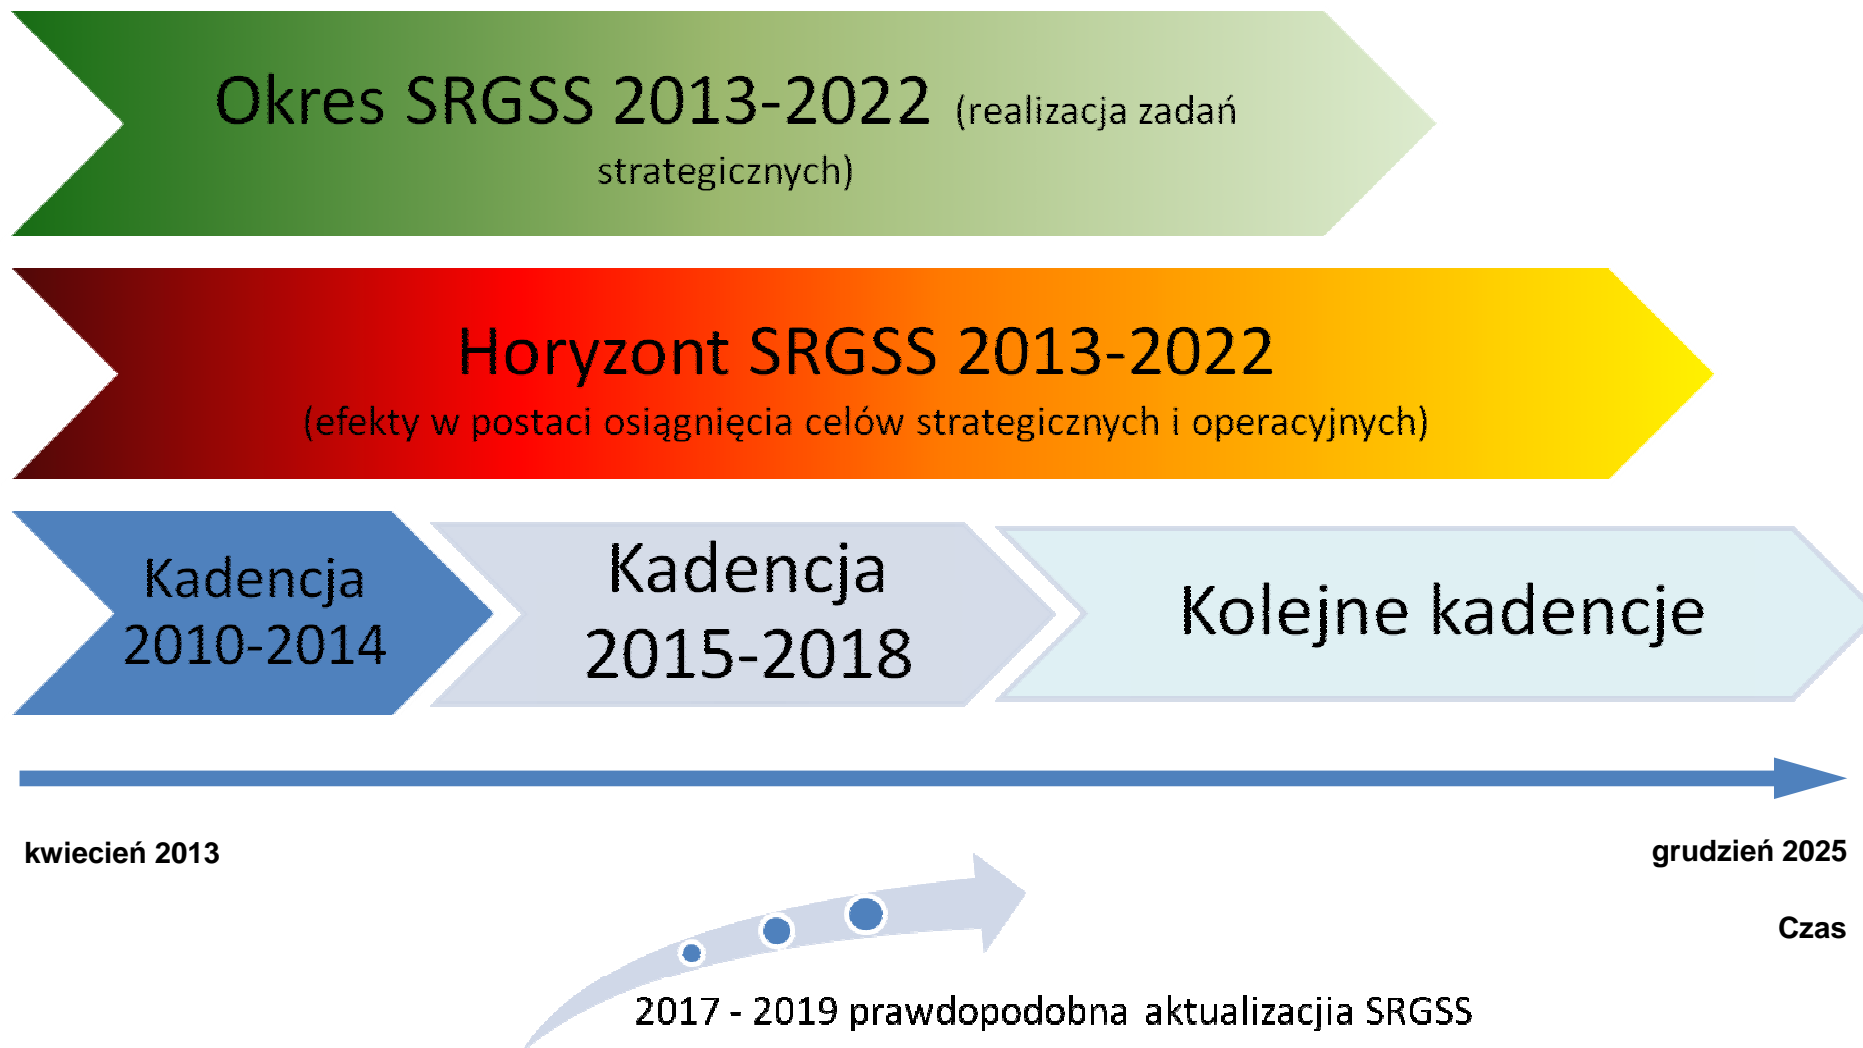 Okres SRGSS 2013-2022 (realizacja zadań
strategicznych)
Horyzont SRGSS 2013-2022
(efekty w postaci osiągnięcia celów strategicznych i operacyjnych)
Kadencja
2010-2014
Kadencja
2015-2018
Kolejne kadencje
kwiecień 2013
grudzień 2025
Czas
2017 - 2019 prawdopodobna aktualizacjia SRGSS